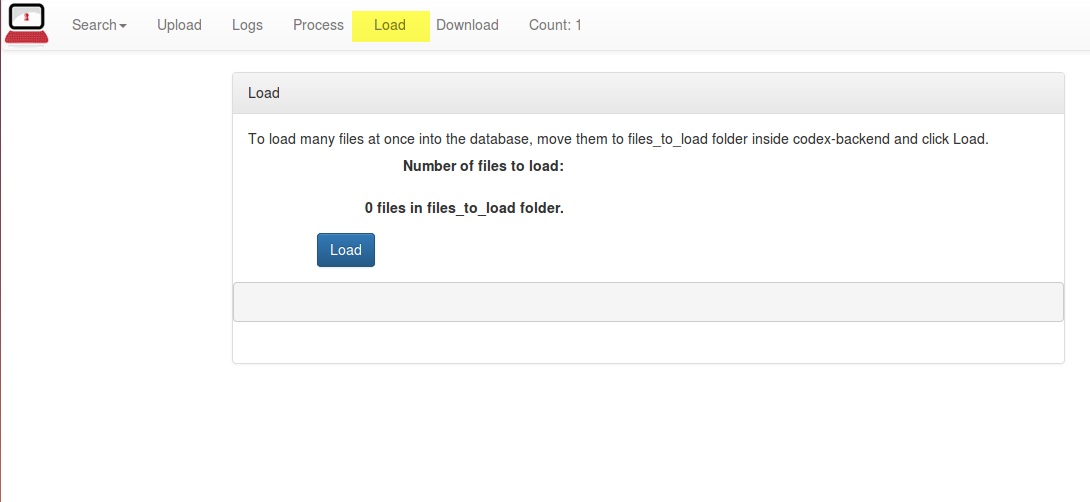 Search Upload Logs Process Load Download Count: 1
Load
To load many files at once into the database, move them to files_to_load folder inside codex-backend and click Load.
Number of files to load:
0 files in files_to_load folder.
Load